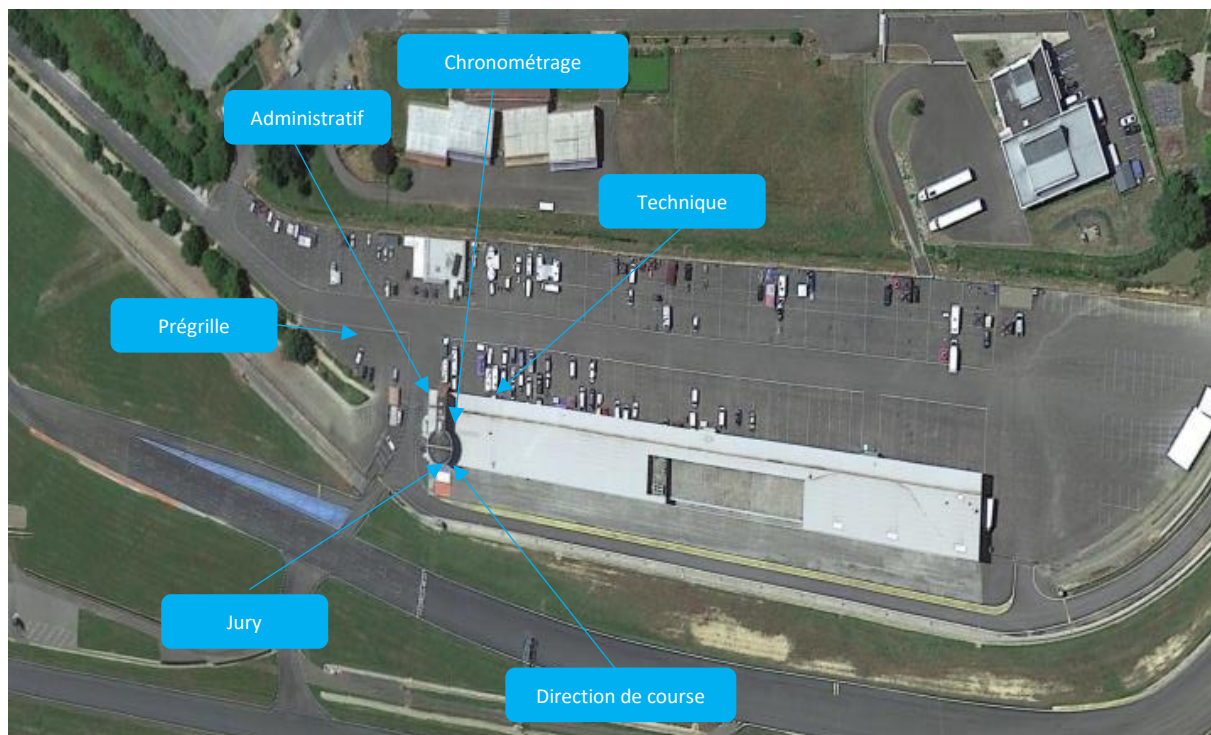 Chronométrage
Administratif
Technique
Prégrille
Jury
Direction de course